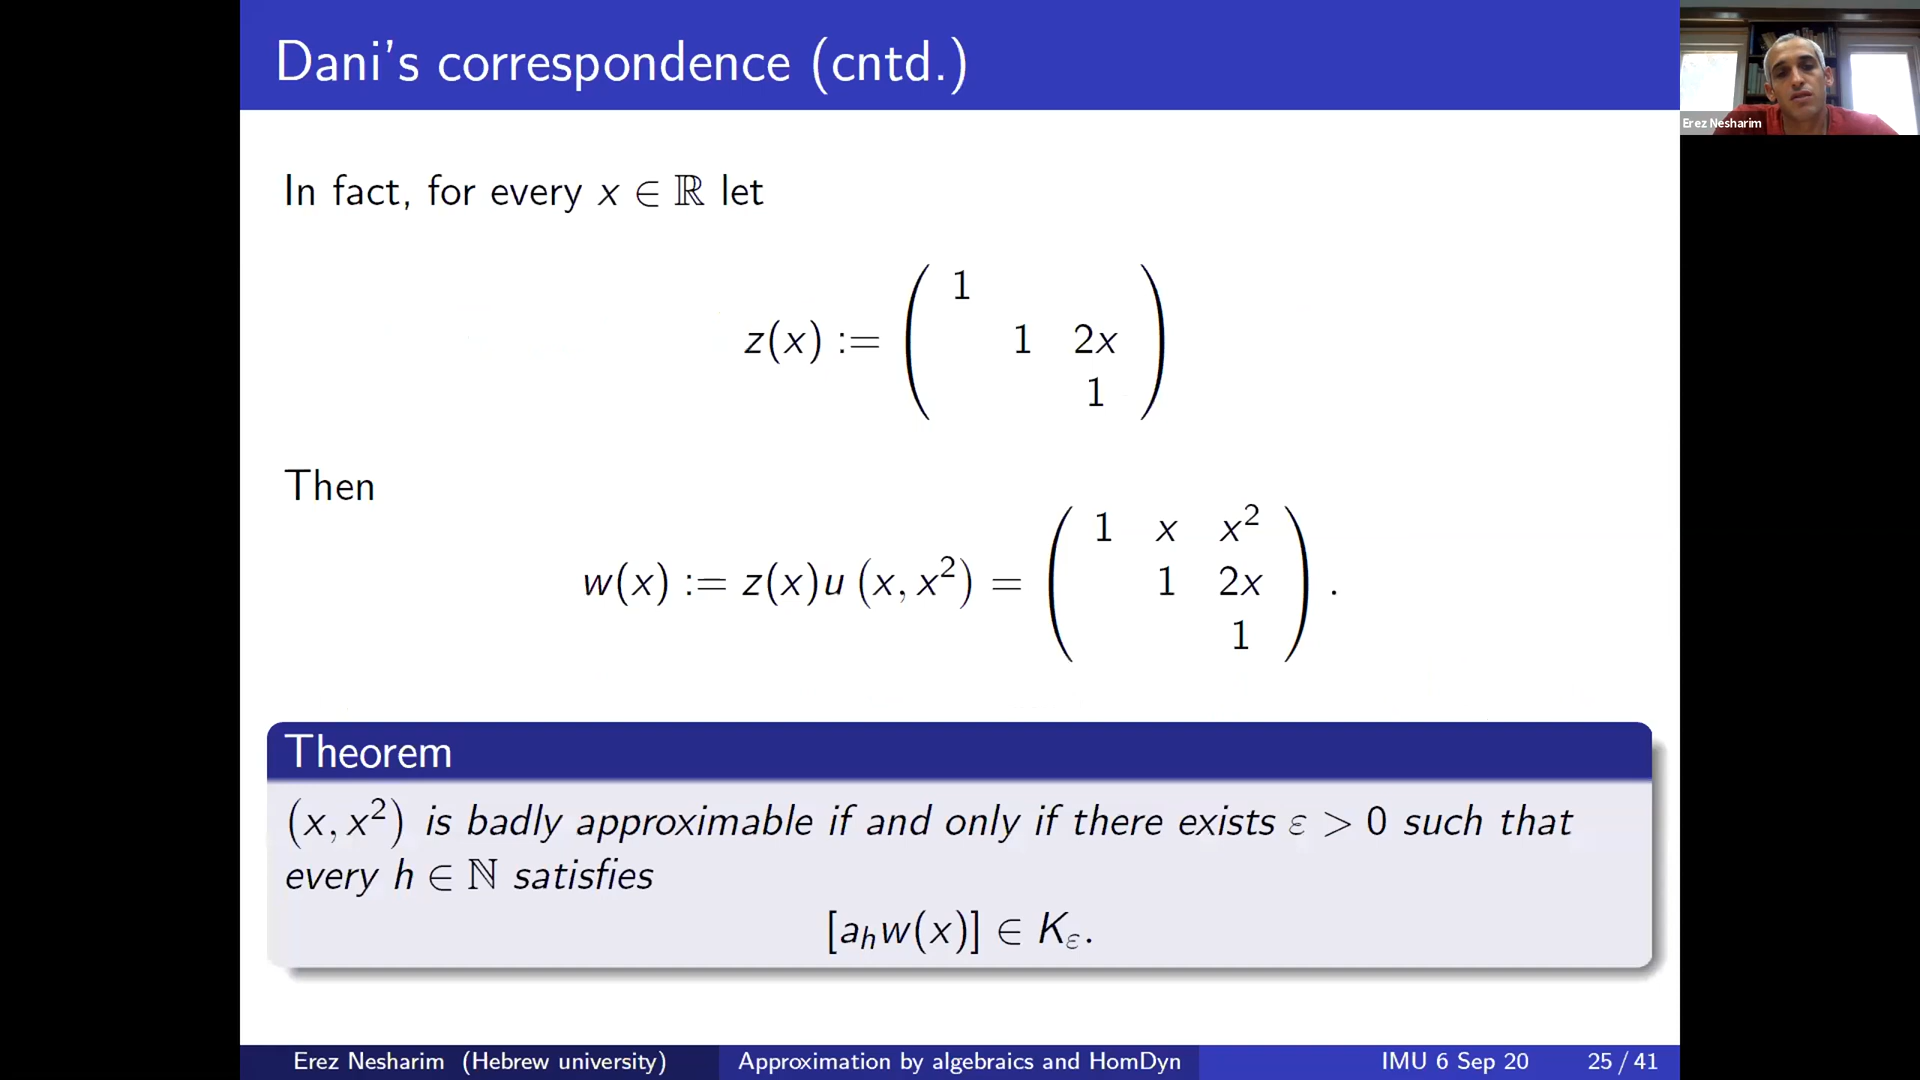 Dani's correspondence (cntd.)
Erez Nesharim
In fact, for every x ∈ ℝ let
z(x) := ( 1
1 2x
1 )
Then
w(x) := z(x)u (x, x²) = ( 1 x x²
1 2x
1 ) .
Theorem
(x, x²) is badly approximable if and only if there exists ε > 0 such that
every h ∈ ℕ satisfies
[aₕw(x)] ∈ K_ε.
Erez Nesharim (Hebrew university) Approximation by algebraics and HomDyn IMU 6 Sep 20 25 / 41